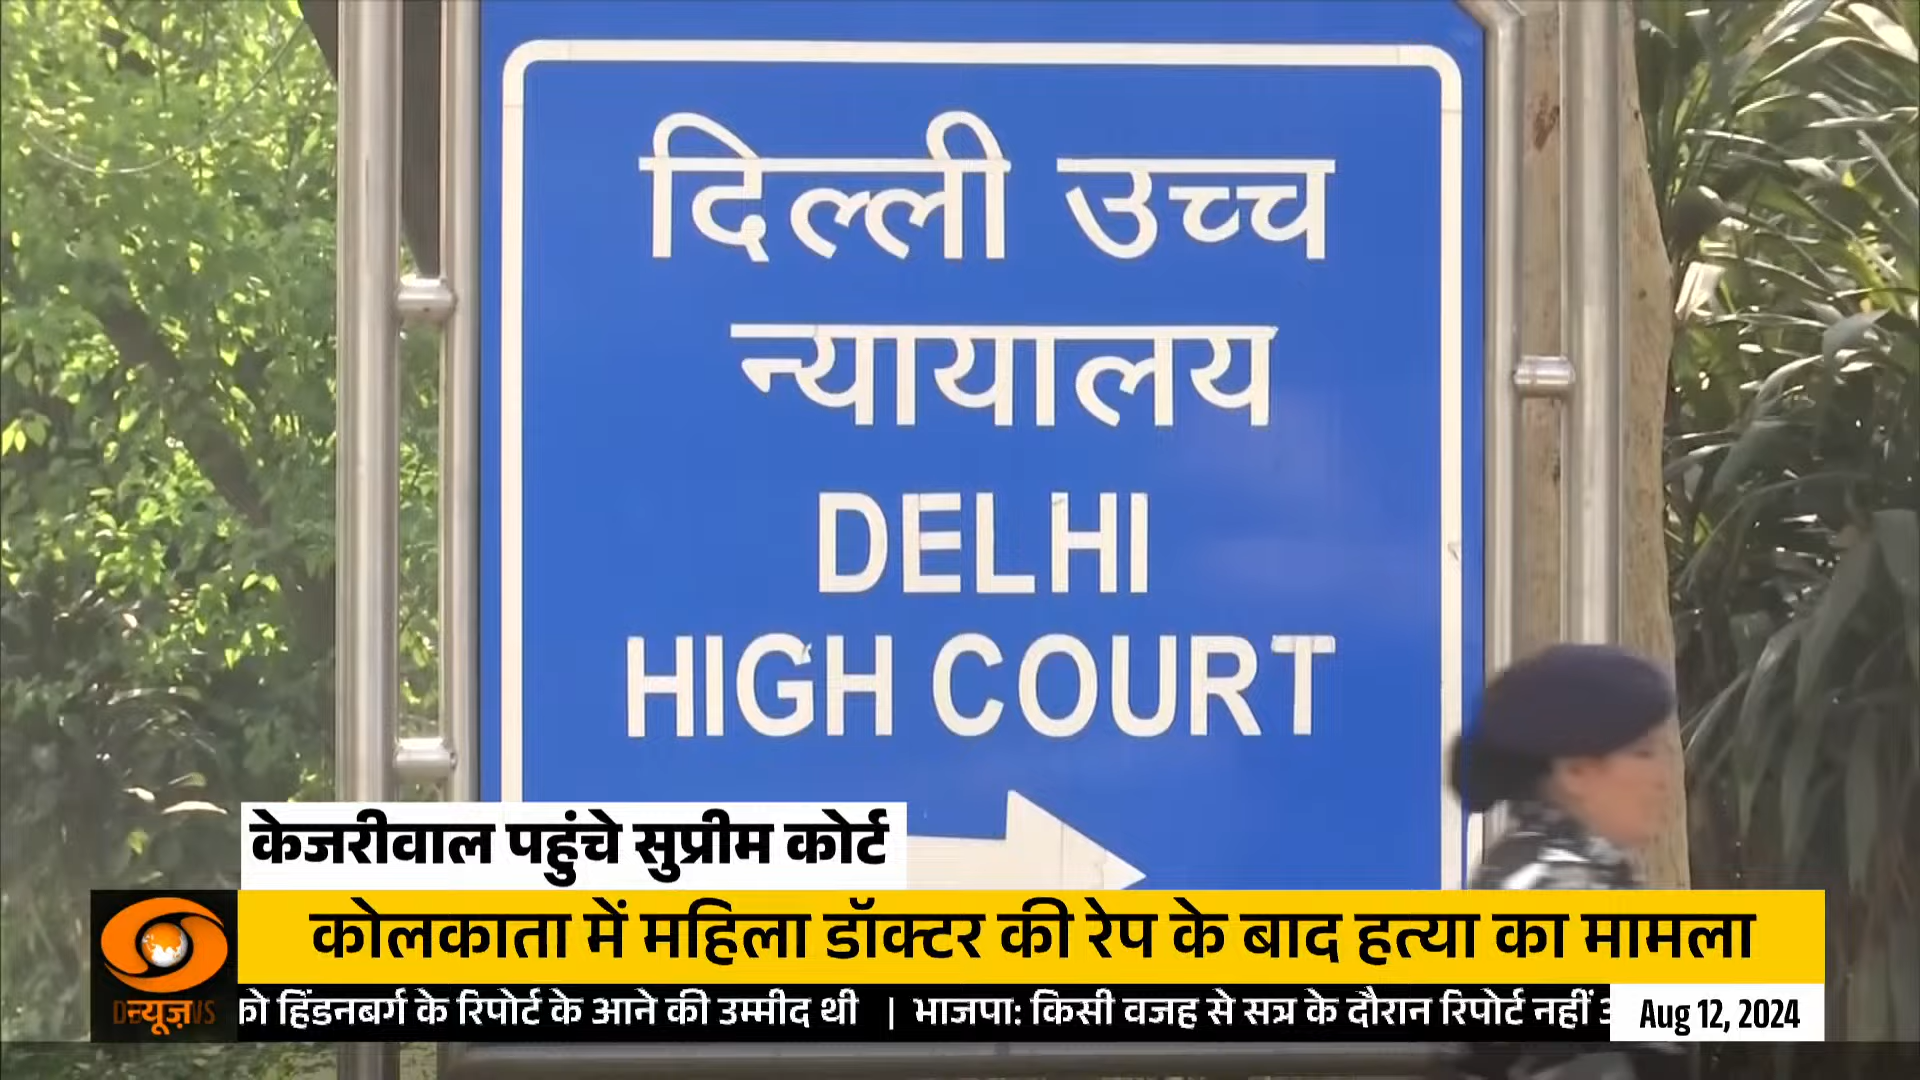 दिल्ली उच्च
न्यायालय
DELHI
HIGH COURT
केजरीवाल पहुंचे सुप्रीम कोर्ट
कोलकाता में महिला डॉक्टर की रेप के बाद हत्या का मामला
न्यूज़
को हिंडनबर्ग के रिपोर्ट के आने की उम्मीद थी | भाजपा: किसी वजह से सत्र के दौरान रिपोर्ट नहीं
Aug 12, 2024